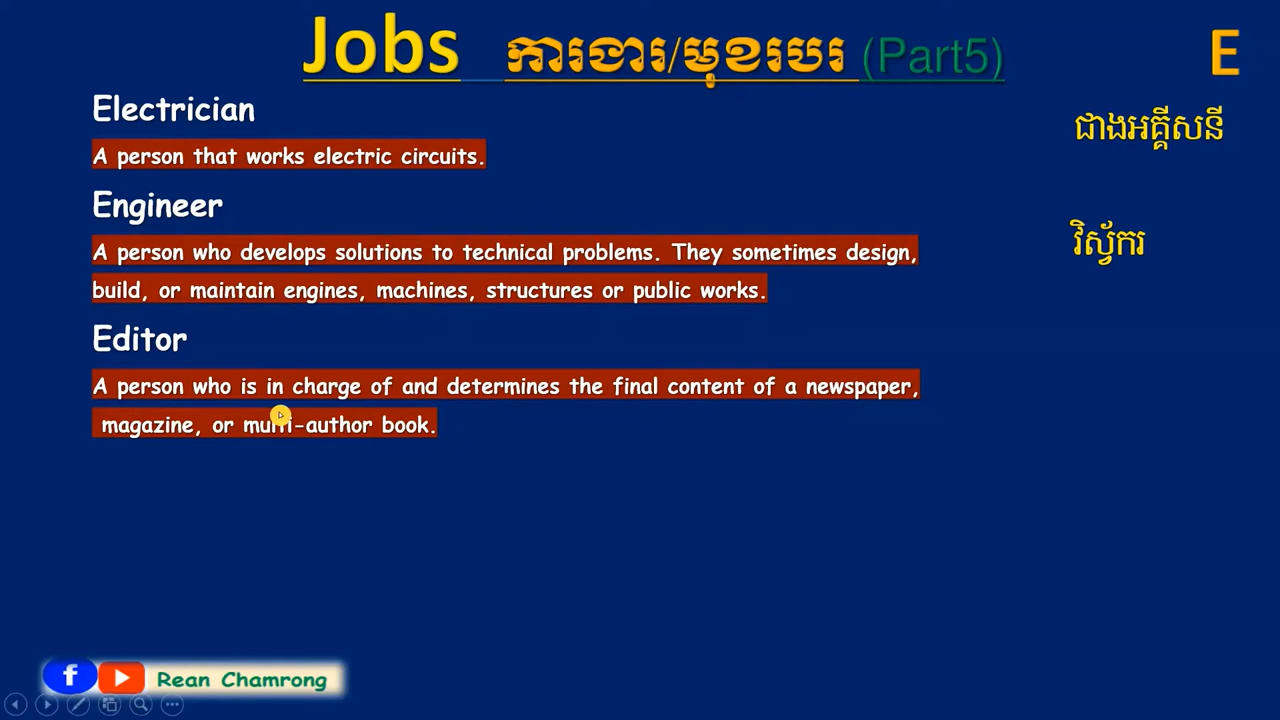 Jobs ការងារ/មុខរបរ (Part5)
E
Electrician
ជាងអគ្គីសនី
A person that works electric circuits.
Engineer
វិស្វ័ករ
A person who develops solutions to technical problems. They sometimes design,
build, or maintain engines, machines, structures or public works.
Editor
A person who is in charge of and determines the final content of a newspaper,
magazine, or multi-author book.
f
Rean Chamrong